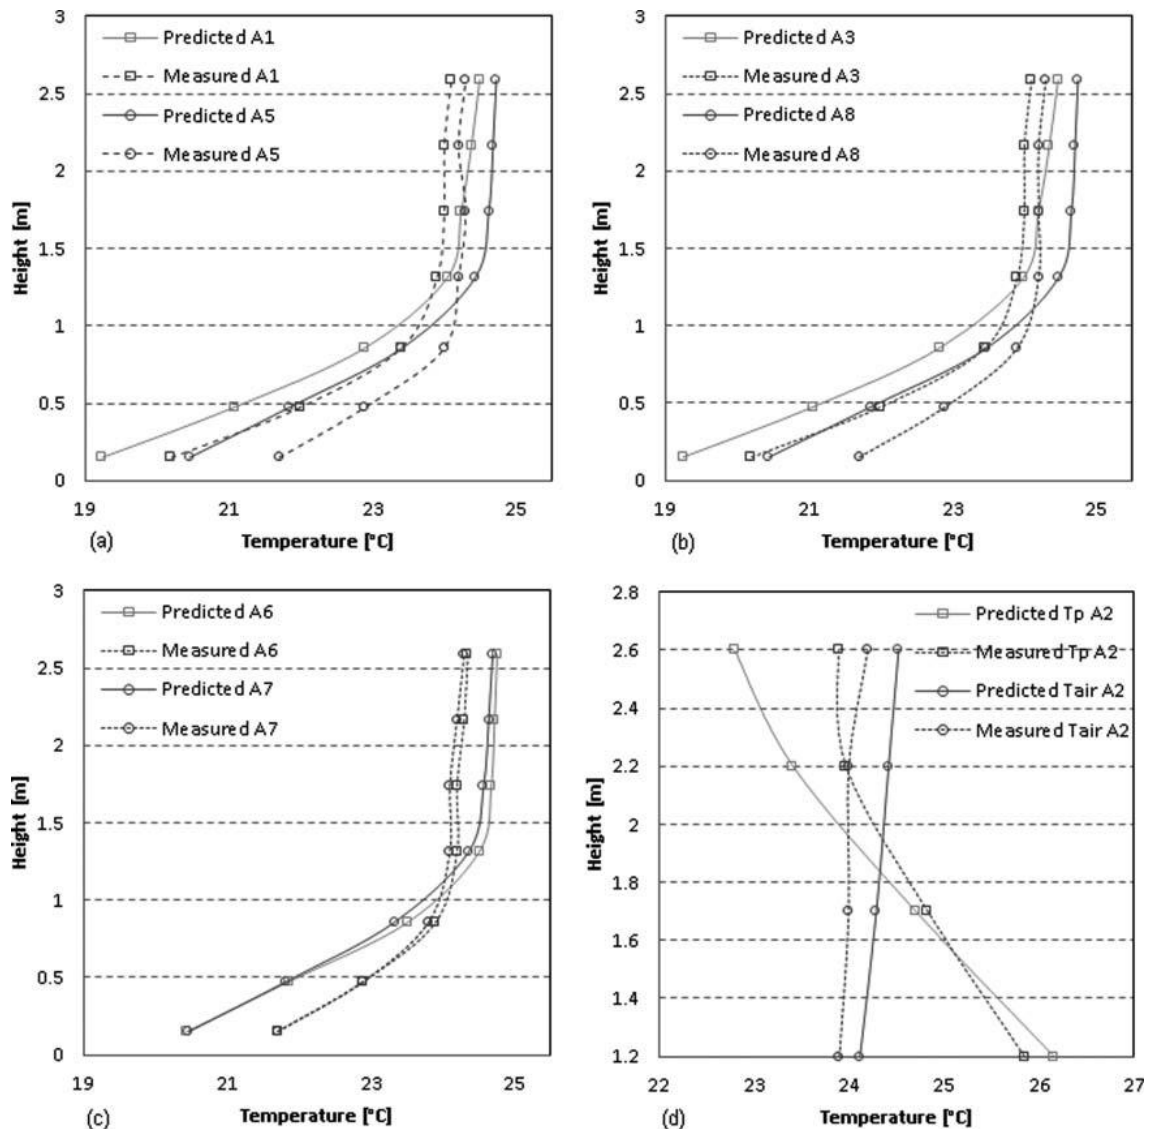 3
Predicted A1
Measured A1
Predicted A5
Measured A5
2.5
2
1.5
1
0.5
0
Height [m]
19 21 23 25
(a) Temperature [°C]
3
Predicted A3
Measured A3
Predicted A8
Measured A8
2.5
2
1.5
1
0.5
0
Height [m]
19 21 23 25
(b) Temperature [°C]
3
Predicted A6
Measured A6
Predicted A7
Measured A7
2.5
2
1.5
1
0.5
0
Height [m]
19 21 23 25
(c) Temperature [°C]
2.8
Predicted Tp A2
Measured Tp A2
Predicted Tair A2
Measured Tair A2
2.6
2.4
2.2
2
1.8
1.6
1.4
1.2
Height [m]
22 23 24 25 26 27
(d) Temperature [°C]